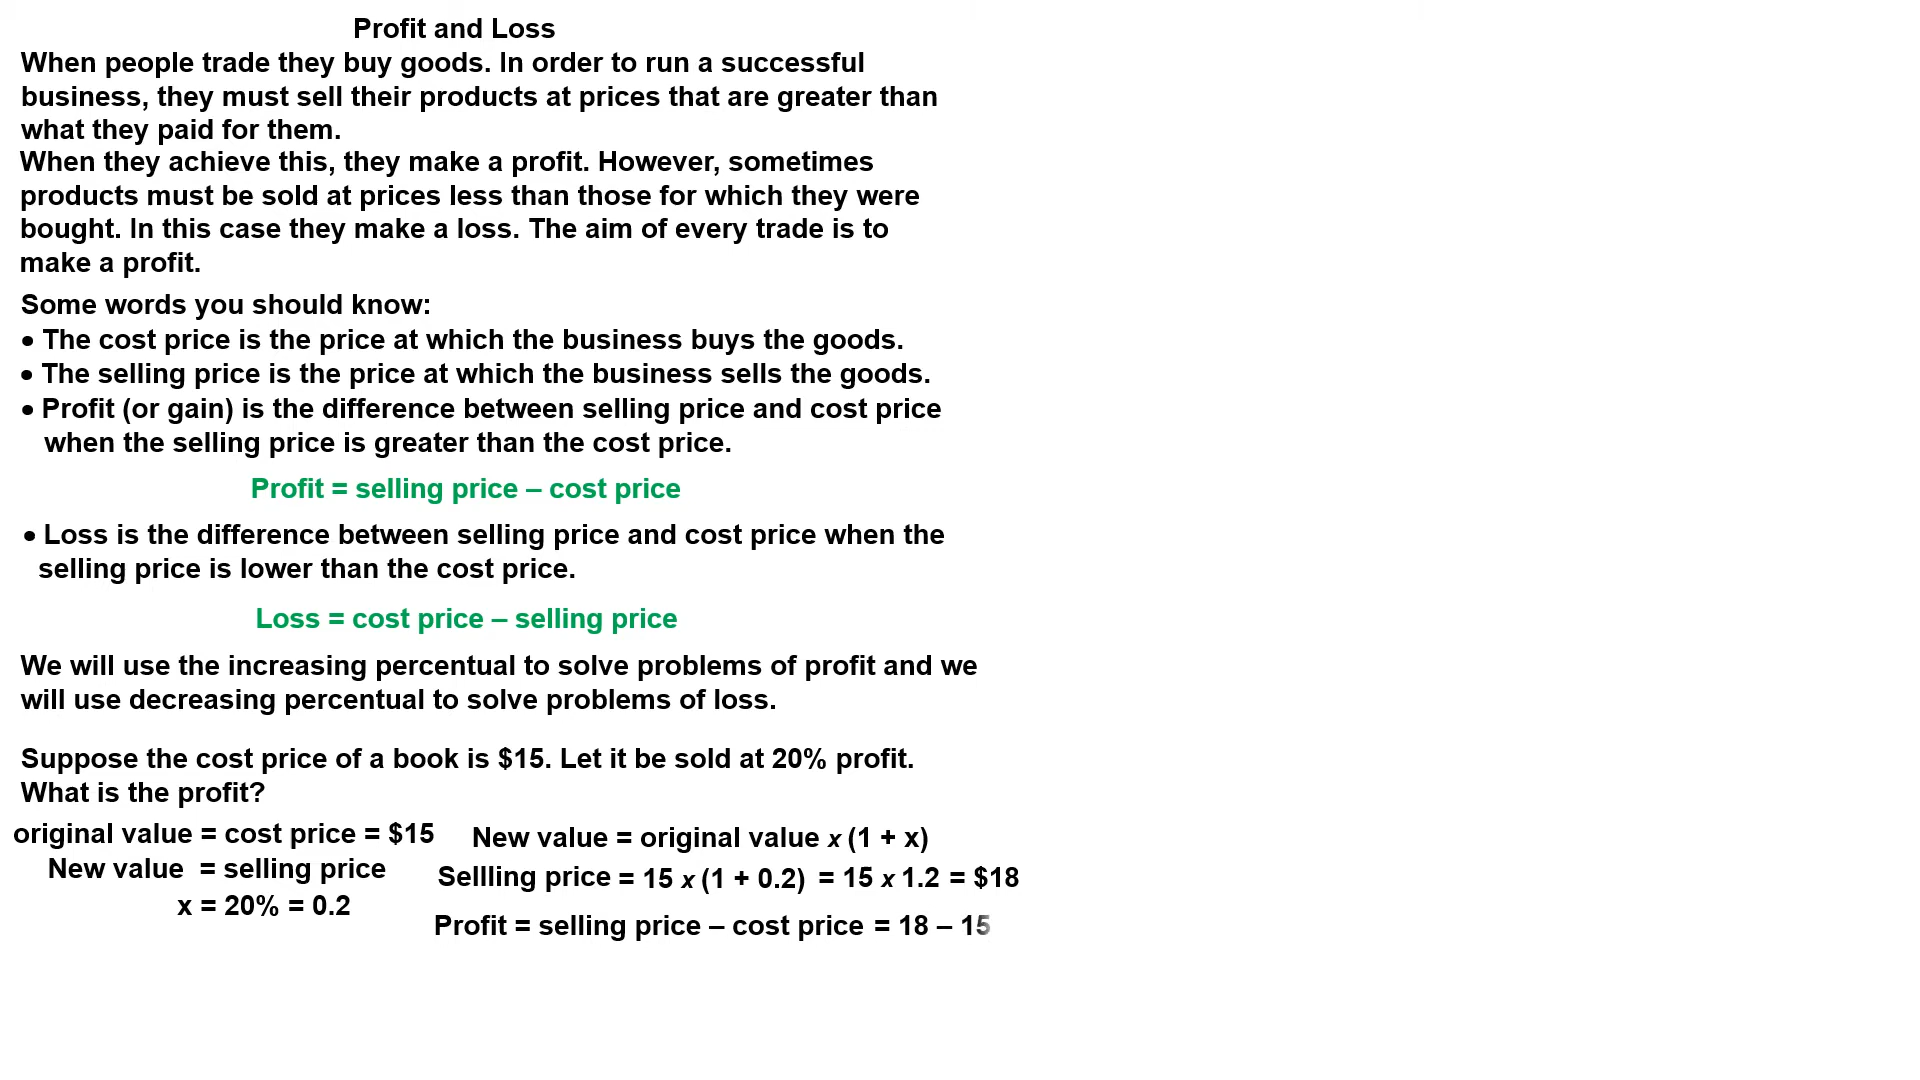 Profit and Loss
When people trade they buy goods. In order to run a successful
business, they must sell their products at prices that are greater than
what they paid for them.
When they achieve this, they make a profit. However, sometimes
products must be sold at prices less than those for which they were
bought. In this case they make a loss. The aim of every trade is to
make a profit.
Some words you should know:
• The cost price is the price at which the business buys the goods.
• The selling price is the price at which the business sells the goods.
• Profit (or gain) is the difference between selling price and cost price
when the selling price is greater than the cost price.
Profit = selling price – cost price
• Loss is the difference between selling price and cost price when the
selling price is lower than the cost price.
Loss = cost price – selling price
We will use the increasing percentual to solve problems of profit and we
will use decreasing percentual to solve problems of loss.
Suppose the cost price of a book is $15. Let it be sold at 20% profit.
What is the profit?
original value = cost price = $15
New value = selling price
x = 20% = 0.2
New value = original value x (1 + x)
Sellling price = 15 x (1 + 0.2) = 15 x 1.2 = $18
Profit = selling price – cost price = 18 – 15